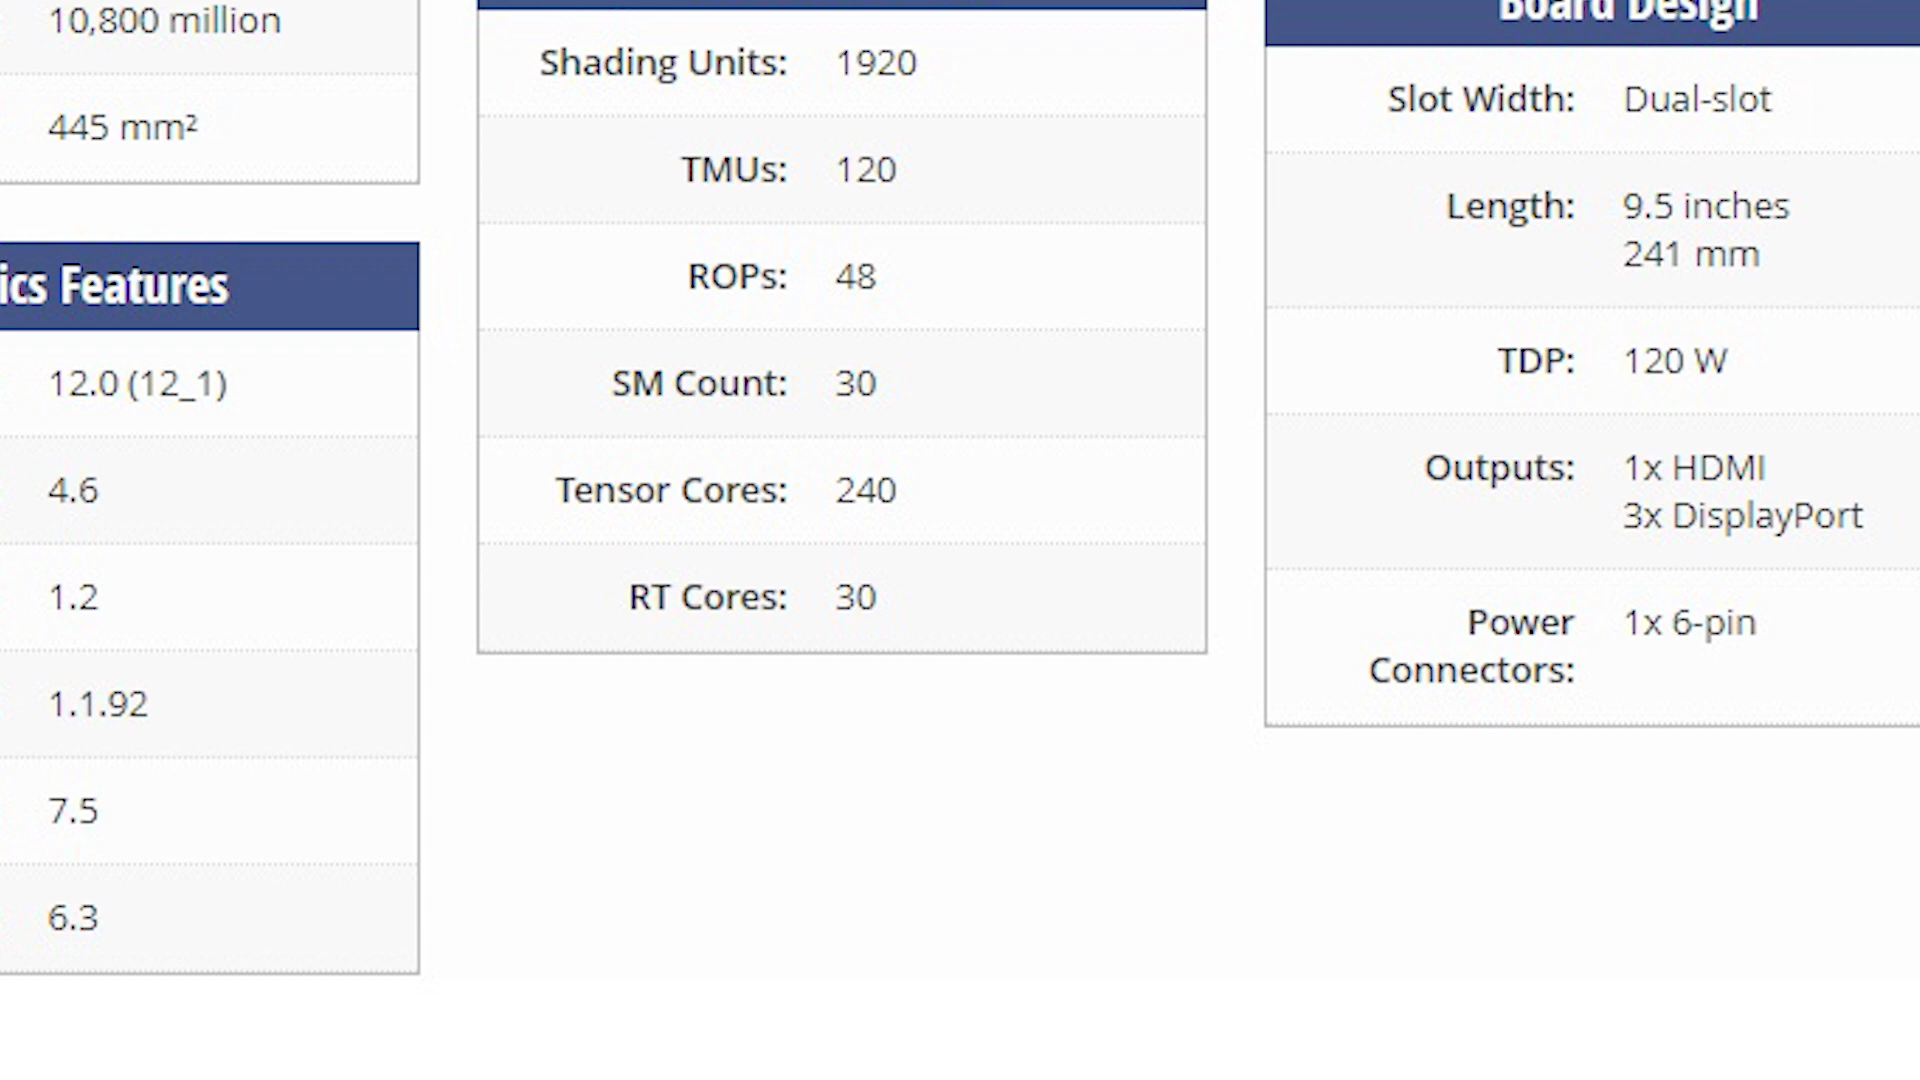 10,800 million
445 mm²
ics Features
12.0 (12_1)
4.6
1.2
1.1.92
7.5
6.3
Shading Units: 1920
TMUs: 120
ROPs: 48
SM Count: 30
Tensor Cores: 240
RT Cores: 30
Board Design
Slot Width: Dual-slot
Length: 9.5 inches
241 mm
TDP: 120 W
Outputs: 1x HDMI
3x DisplayPort
Power 1x 6-pin
Connectors: